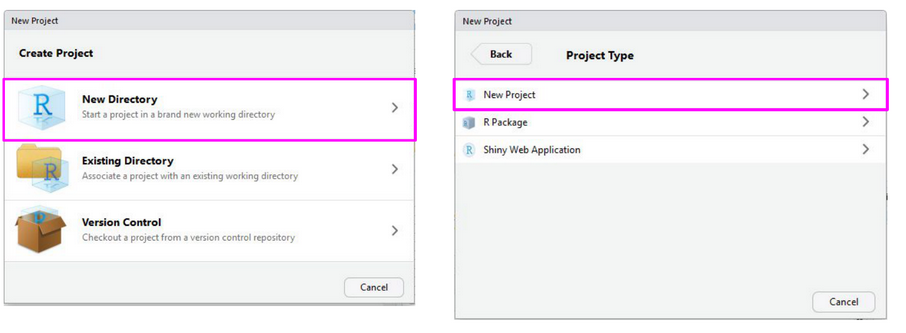 New Project
Create Project
New Directory
Start a project in a brand new working directory
Existing Directory
Associate a project with an existing working directory
Version Control
Checkout a project from a version control repository
Cancel
New Project
Back
Project Type
New Project
R Package
Shiny Web Application
Cancel